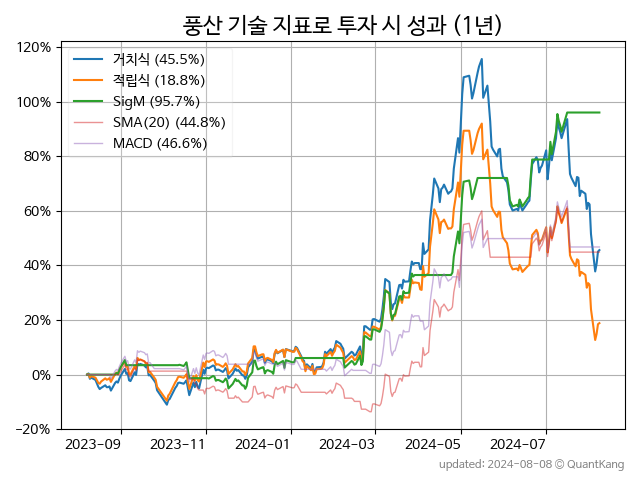 풍산 기술 지표로 투자 시 성과 (1년)
거치식 (45.5%)
적립식 (18.8%)
SigM (95.7%)
SMA(20) (44.8%)
MACD (46.6%)
120%
100%
80%
60%
40%
20%
0%
−20%
2023-09 2023-11 2024-01 2024-03 2024-05 2024-07
updated: 2024-08-08 © QuantKang